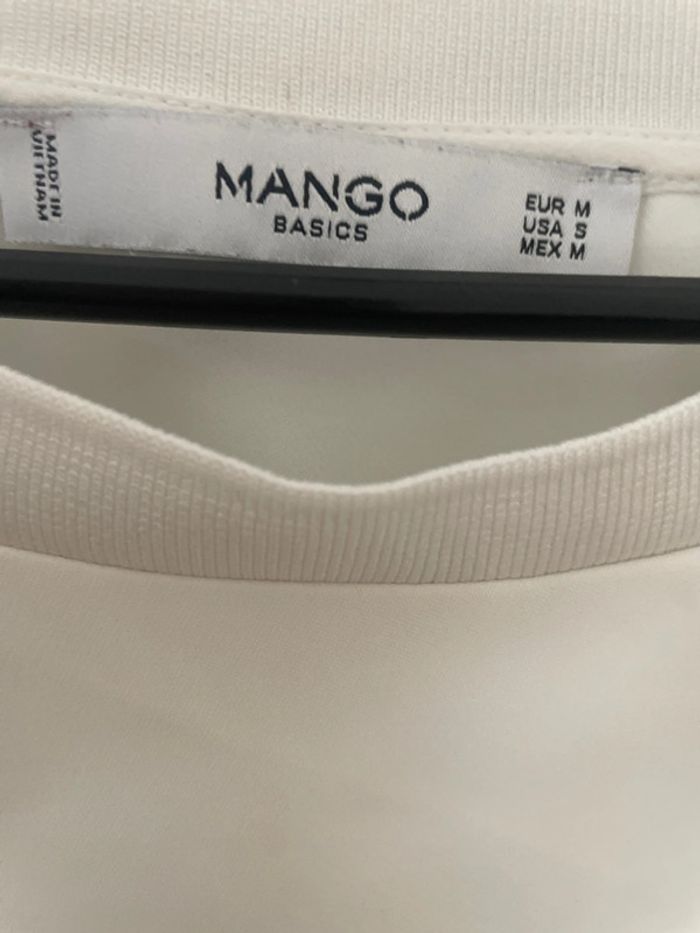 MADE IN
VIETNAM
MANGO
BASICS
EUR M
USA S
MEX M